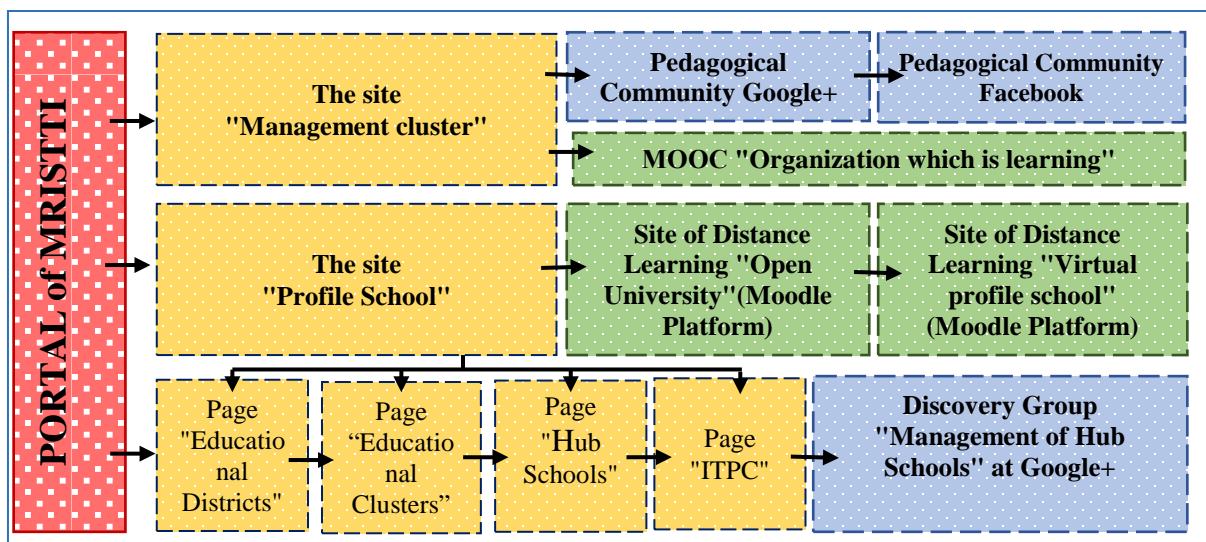 PORTAL of MRISTTI
The site
"Management cluster"
Pedagogical
Community Google+
Pedagogical Community
Facebook
MOOC "Organization which is learning"
The site
"Profile School"
Site of Distance
Learning "Open
University"(Moodle
Platform)
Site of Distance
Learning "Virtual
profile school"
(Moodle Platform)
Page
"Educatio
nal
Districts"
Page
“Educatio
nal
Clusters”
Page
"Hub
Schools"
Page
"ITPC"
Discovery Group
"Management of Hub
Schools" at Google+